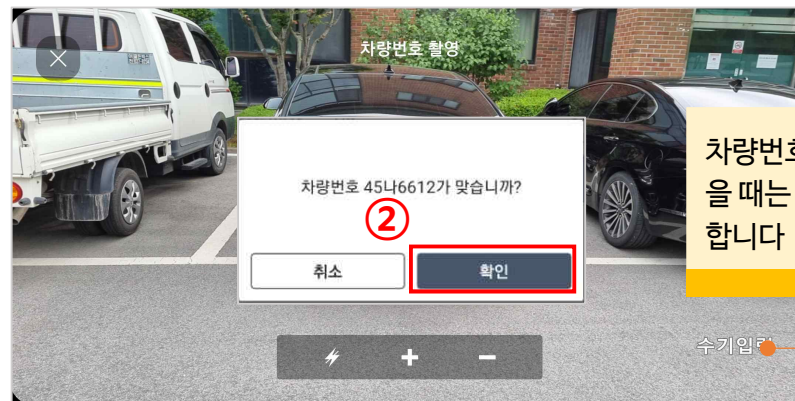 차량번호 촬영
차량번호 45나6612가 맞습니까?
②
취소
확인
차량번호
을 때는
합니다
수기입력